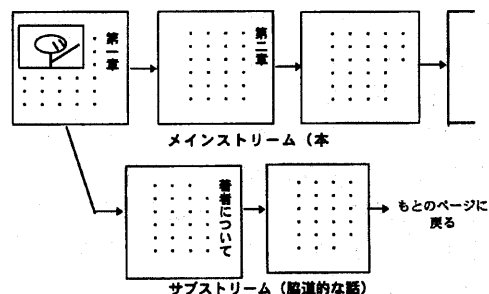 第一章
第二章
メインストリーム（本
著者について
もとのページに
戻る
サブストリーム（脇道的な話）